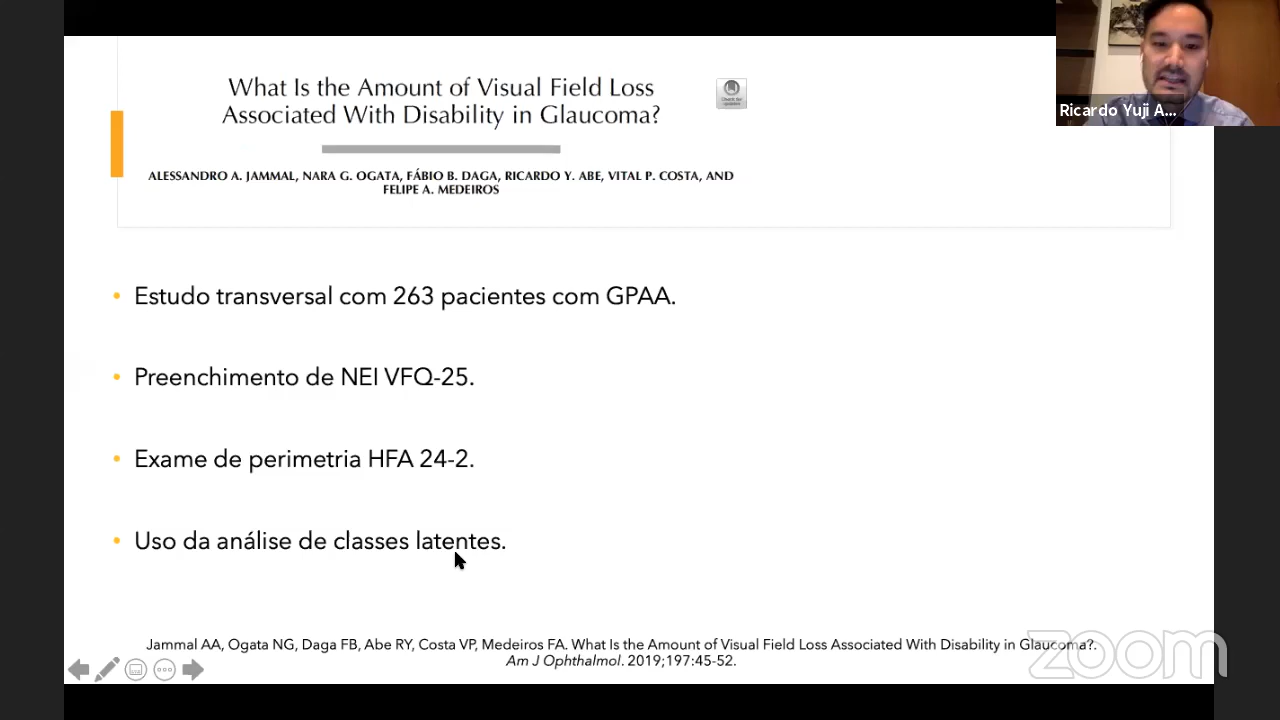 What Is the Amount of Visual Field Loss
Associated With Disability in Glaucoma?
ALESSANDRO A. JAMMAL, NARA G. OGATA, FÁBIO B. DAGA, RICARDO Y. ABE, VITAL P. COSTA, AND
FELIPE A. MEDEIROS
Ricardo Yuji A...
• Estudo transversal com 263 pacientes com GPAA.
• Preenchimento de NEI VFQ-25.
• Exame de perimetria HFA 24-2.
• Uso da análise de classes latentes.
Jammal AA, Ogata NG, Daga FB, Abe RY, Costa VP, Medeiros FA. What Is the Amount of Visual Field Loss Associated With Disability in Glaucoma?.
Am J Ophthalmol. 2019;197:45-52.
zoom